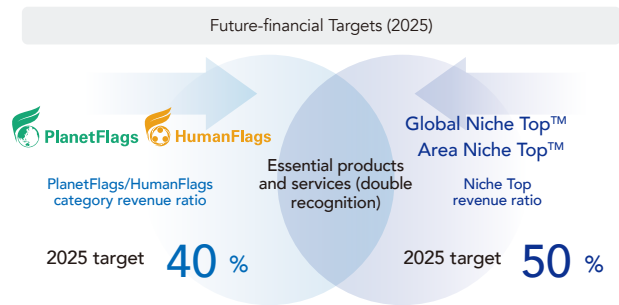 Future-financial Targets (2025)
PlanetFlags HumanFlags
PlanetFlags/HumanFlags
category revenue ratio
2025 target 40 %
Essential products
and services (double
recognition)
Global Niche Top™
Area Niche Top™
Niche Top
revenue ratio
2025 target 50 %